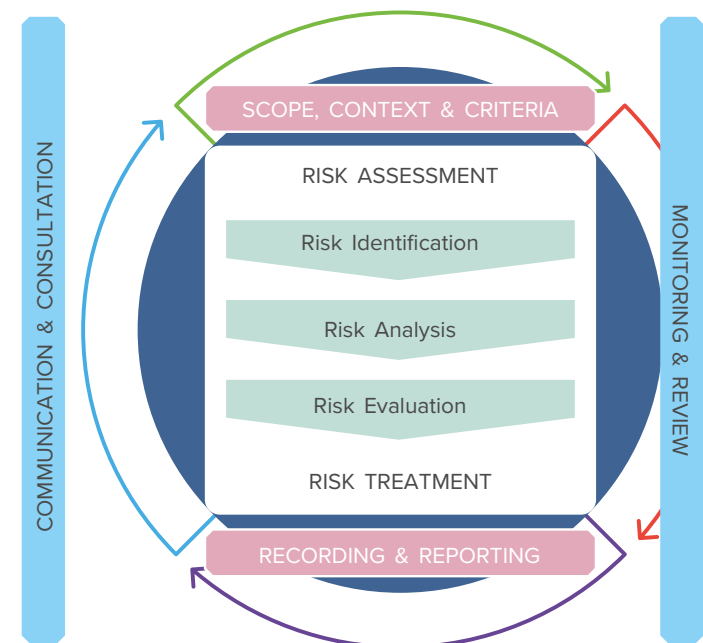 COMMUNICATION & CONSULTATION
SCOPE, CONTEXT & CRITERIA
RISK ASSESSMENT
Risk Identification
Risk Analysis
Risk Evaluation
RISK TREATMENT
RECORDING & REPORTING
MONITORING & REVIEW